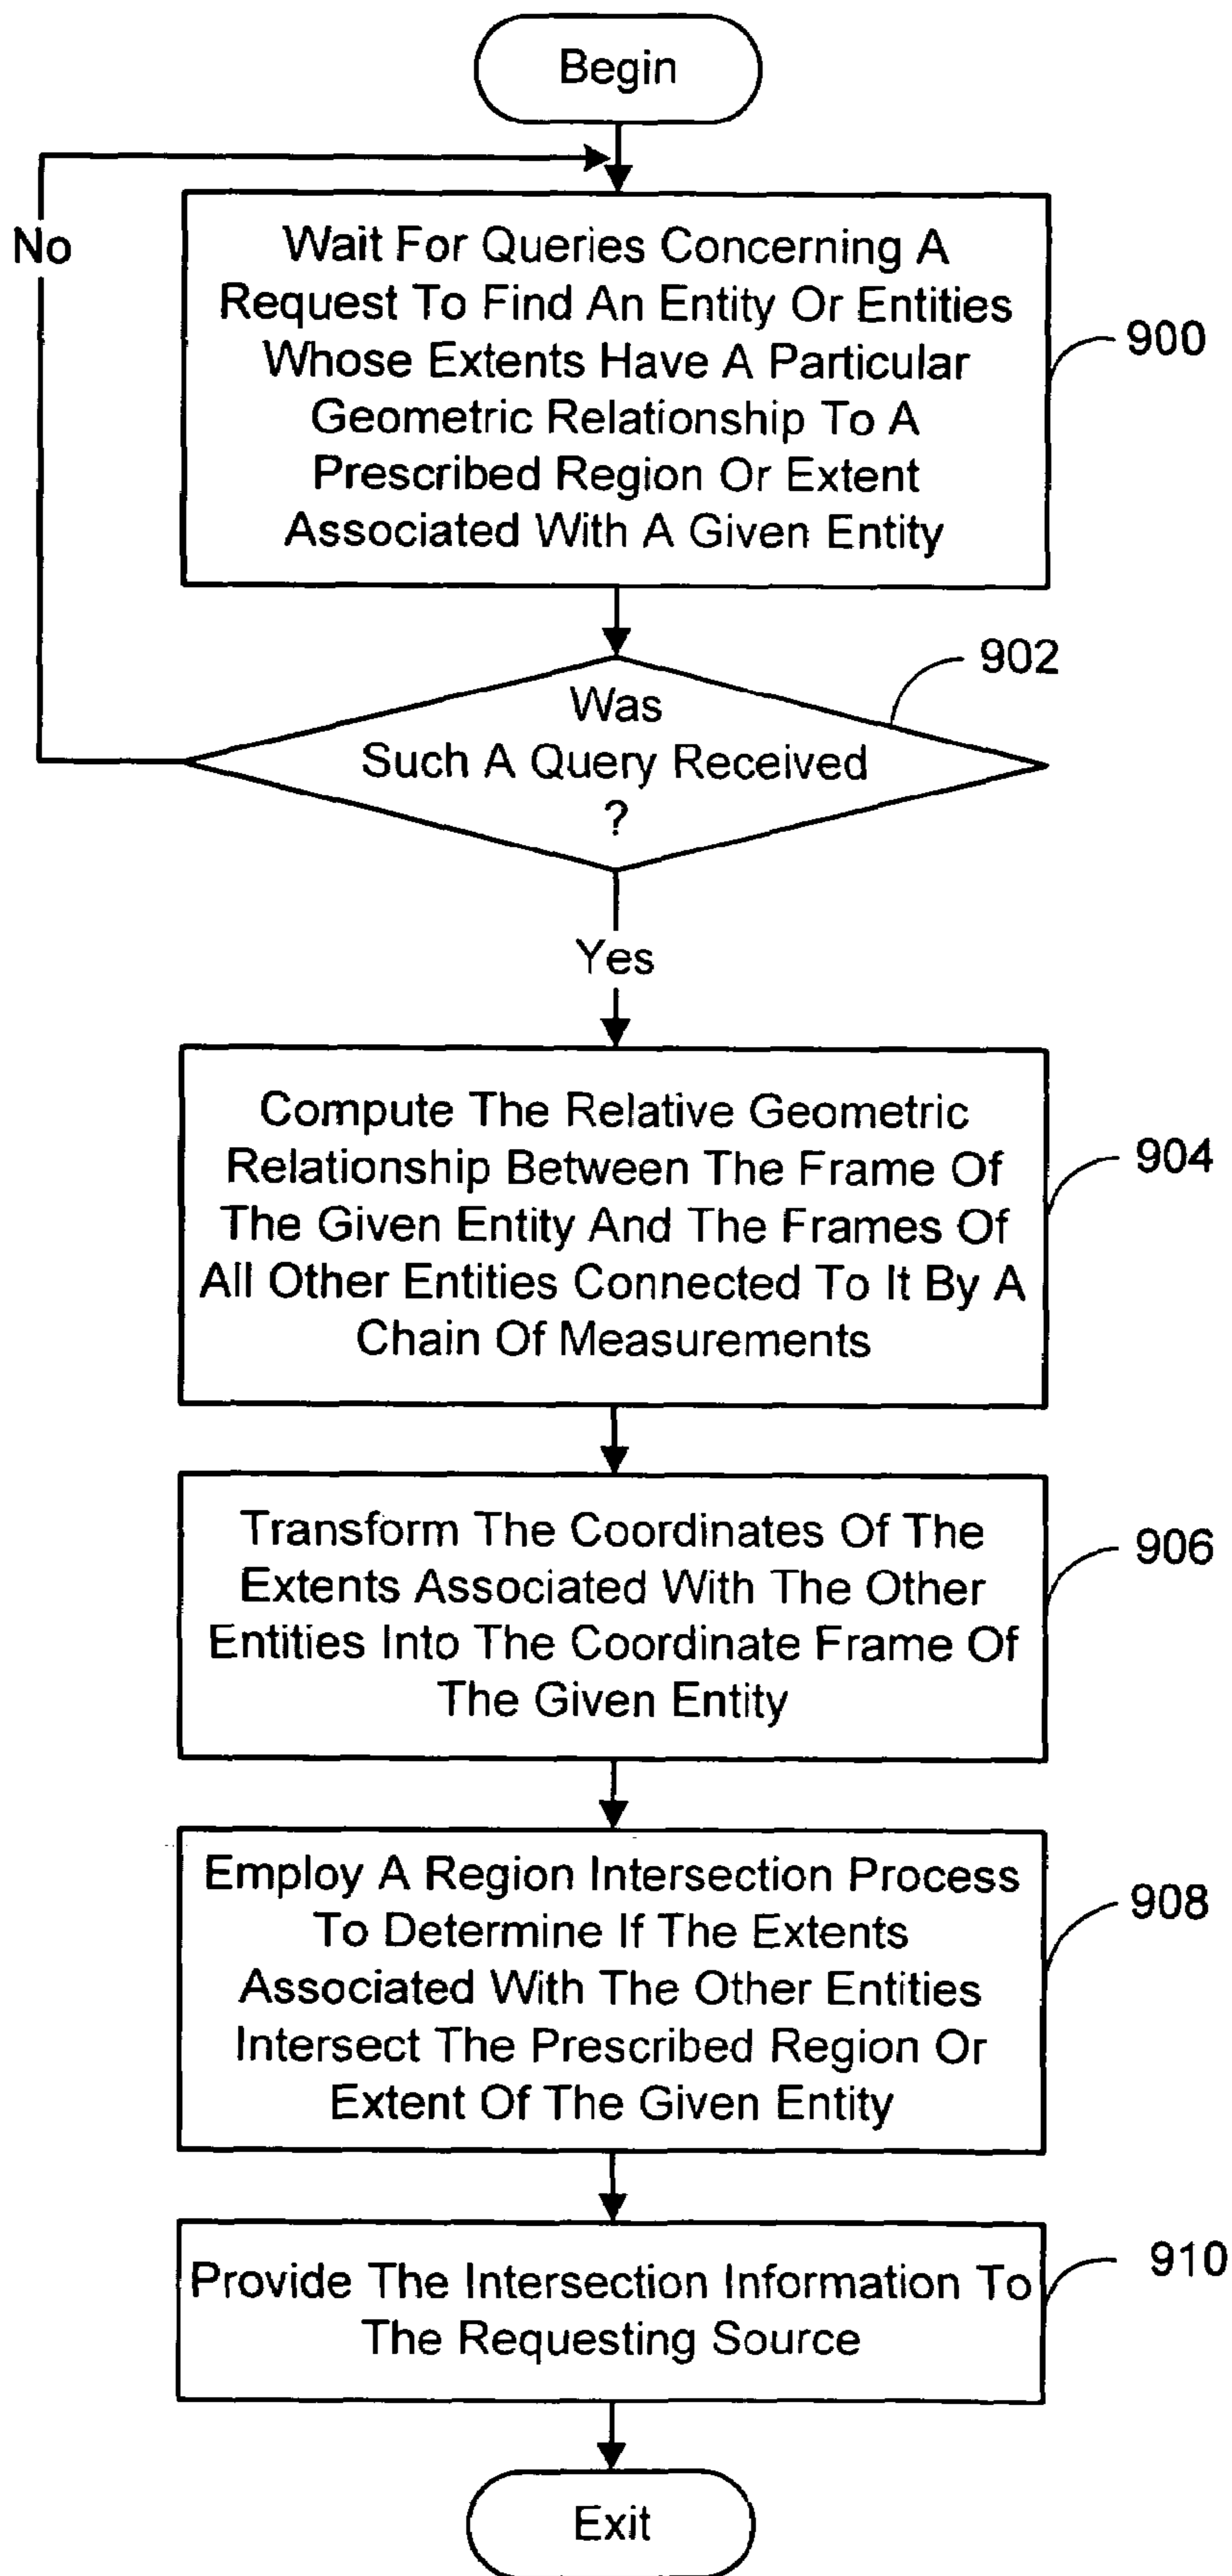 Begin
No
Wait For Queries Concerning A
Request To Find An Entity Or Entities
Whose Extents Have A Particular
Geometric Relationship To A
Prescribed Region Or Extent
Associated With A Given Entity
900
902
Was
Such A Query Received
?
Yes
Compute The Relative Geometric
Relationship Between The Frame Of
The Given Entity And The Frames Of
All Other Entities Connected To It By A
Chain Of Measurements
904
Transform The Coordinates Of The
Extents Associated With The Other
Entities Into The Coordinate Frame Of
The Given Entity
906
Employ A Region Intersection Process
To Determine If The Extents
Associated With The Other Entities
Intersect The Prescribed Region Or
Extent Of The Given Entity
908
Provide The Intersection Information To
The Requesting Source
910
Exit